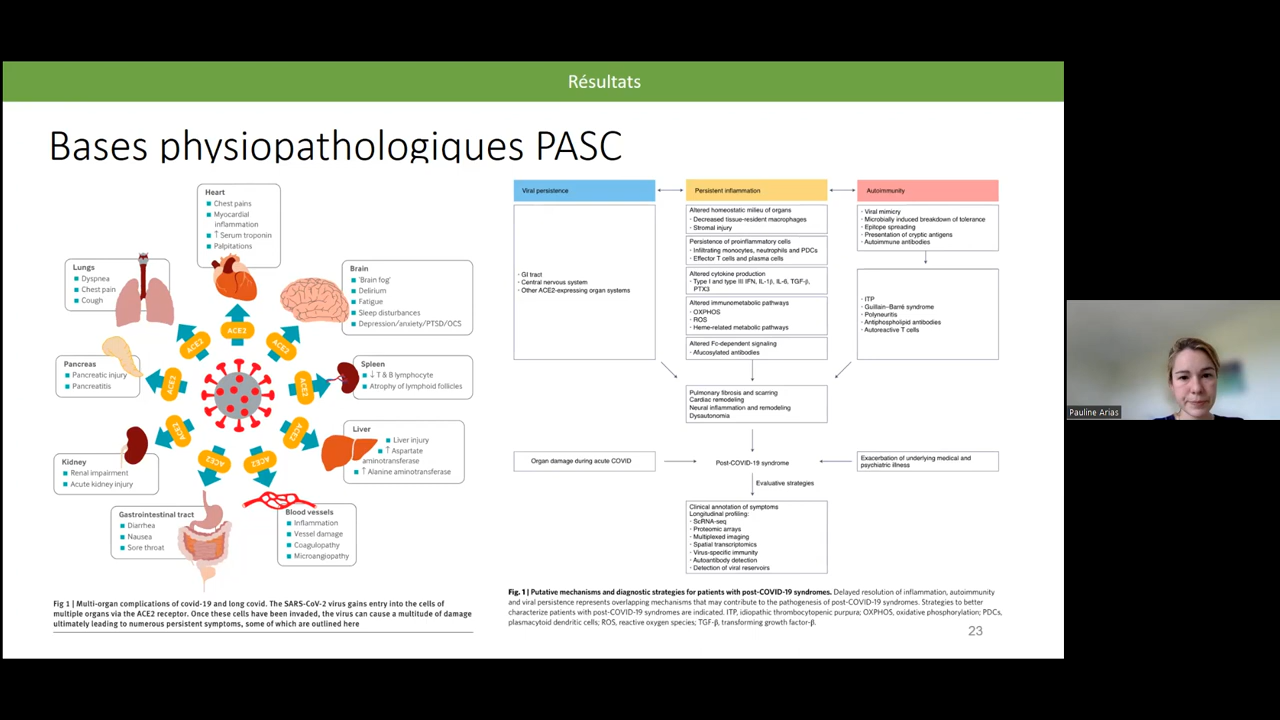 Résultats
Bases physiopathologiques PASC
Heart
Chest pains
Myocardial
inflammation
↑ Serum troponin
Palpitations
Lungs
Dyspnea
Chest pain
Cough
Brain
'Brain fog'
Delirium
Fatigue
Sleep disturbances
Depression/anxiety/PTSD/OCS
Pancreas
Pancreatic injury
Pancreatitis
Spleen
↓ T & B lymphocyte
Atrophy of lymphoid follicles
Kidney
Renal impairment
Acute kidney injury
Liver
Liver injury
↑ Aspartate
aminotransferase
↑ Alanine aminotransferase
Gastrointestinal tract
Diarrhea
Nausea
Sore throat
Blood vessels
Inflammation
Vessel damage
Coagulopathy
Microangiopathy
ACE2
ACE2
ACE2
ACE2
ACE2
ACE2
ACE2
ACE2
ACE2
Fig 1 | Multi-organ complications of covid-19 and long covid. The SARS-CoV-2 virus gains entry into the cells of
multiple organs via the ACE2 receptor. Once these cells have been invaded, the virus can cause a multitude of damage
ultimately leading to numerous persistent symptoms, some of which are outlined here
Viral persistence
Persistent inflammation
Autoimmunity
· GI tract
· Central nervous system
· Other ACE2-expressing organ systems
Altered homeostatic milieu of organs
· Decreased tissue-resident macrophages
· Stromal injury
Persistence of proinflammatory cells
· Infiltrating monocytes, neutrophils and PDCs
· Effector T cells and plasma cells
Altered cytokine production
· Type I and type III IFN, IL-1β, IL-6, TGF-β,
PTX3
Altered immunometabolic pathways
· OXPHOS
· ROS
· Heme-related metabolic pathways
Altered Fc-dependent signaling
· Afucosylated antibodies
· Viral mimicry
· Microbially induced breakdown of tolerance
· Epitope spreading
· Presentation of cryptic antigens
· Autoimmune antibodies
· ITP
· Guillain–Barré syndrome
· Polyneuritis
· Antiphospholipid antibodies
· Autoreactive T cells
Pulmonary fibrosis and scarring
Cardiac remodeling
Neural inflammation and remodeling
Dysautonomia
Organ damage during acute COVID
Post-COVID-19 syndrome
Exacerbation of underlying medical and
psychiatric illness
Evaluative strategies
Clinical annotation of symptoms
Longitudinal profiling:
· ScRNA-seq
· Proteomic arrays
· Multiplexed imaging
· Spatial transcriptomics
· Virus-specific immunity
· Autoantibody detection
· Detection of viral reservoirs
Fig. 1 | Putative mechanisms and diagnostic strategies for patients with post-COVID-19 syndromes. Delayed resolution of inflammation, autoimmunity
and viral persistence represents overlapping mechanisms that may contribute to the pathogenesis of post-COVID-19 syndromes. Strategies to better
characterize patients with post-COVID-19 syndromes are indicated. ITP, idiopathic thrombocytopenic purpura; OXPHOS, oxidative phosphorylation; PDCs,
plasmacytoid dendritic cells; ROS, reactive oxygen species; TGF-β, transforming growth factor-β.
23
Pauline Arias